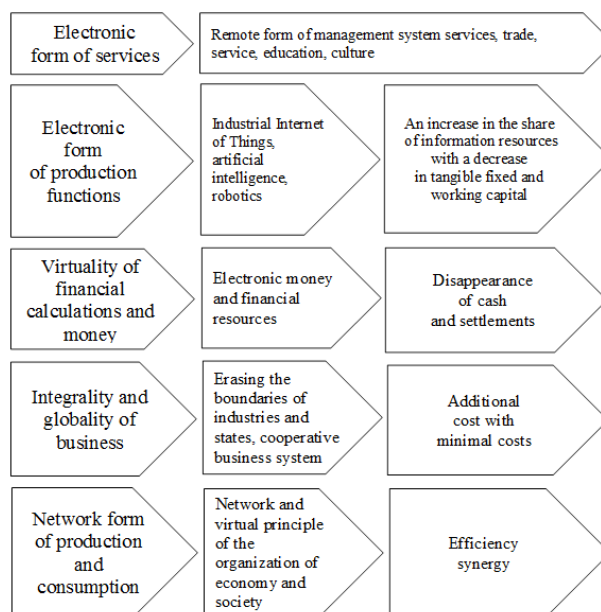 Electronic
form of services
Remote form of management system services, trade,
service, education, culture
Electronic
form
of production
functions
Industrial Internet
of Things,
artificial
intelligence,
robotics
An increase in the share
of information resources
with a decrease
in tangible fixed and
working capital
Virtuality of
financial
calculations and
money
Electronic money
and financial
resources
Disappearance
of cash
and settlements
Integrality and
globality of
business
Erasing the
boundaries of
industries and
states, cooperative
business system
Additional
cost with
minimal costs
Network form
of production
and
consumption
Network and
virtual principle
of the
organization of
economy and
society
Efficiency
synergy